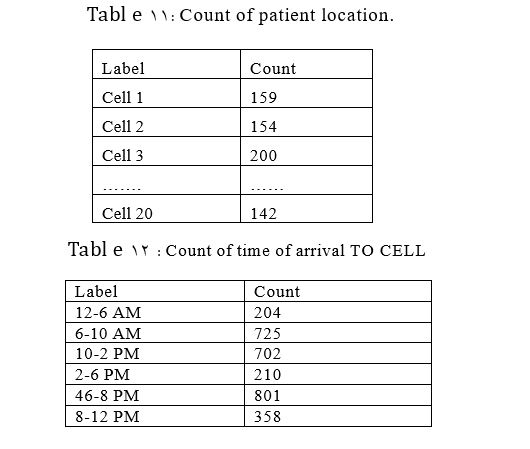 Tabl e ١١: Count of patient location.
Label Count
Cell 1 159
Cell 2 154
Cell 3 200
....... ......
Cell 20 142
Tabl e ١٢ : Count of time of arrival TO CELL
Label Count
12-6 AM 204
6-10 AM 725
10-2 PM 702
2-6 PM 210
46-8 PM 801
8-12 PM 358